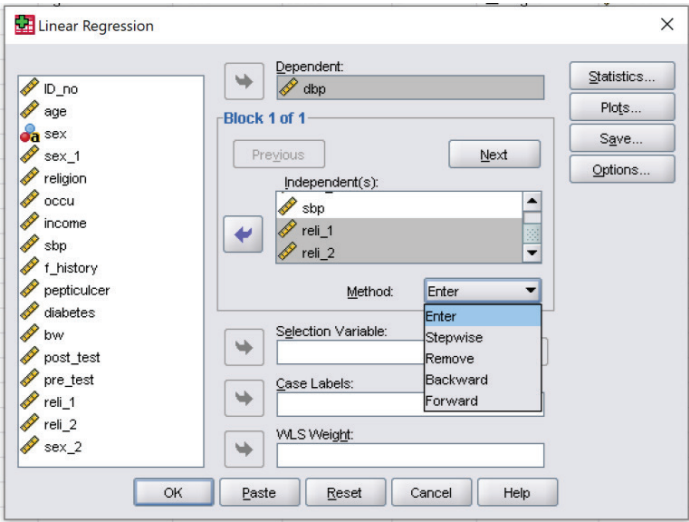 Linear Regression
ID_no
age
sex
sex_1
religion
occu
income
sbp
f_history
pepticulcer
diabetes
bw
post_test
pre_test
reli_1
reli_2
sex_2
Dependent:
dbp
Block 1 of 1
Previous
Next
Independent(s):
sbp
reli_1
reli_2
Method:
Enter
Enter
Stepwise
Remove
Backward
Forward
Selection Variable:
Case Labels:
WLS Weight:
Statistics...
Plots...
Save...
Options...
OK
Paste
Reset
Cancel
Help